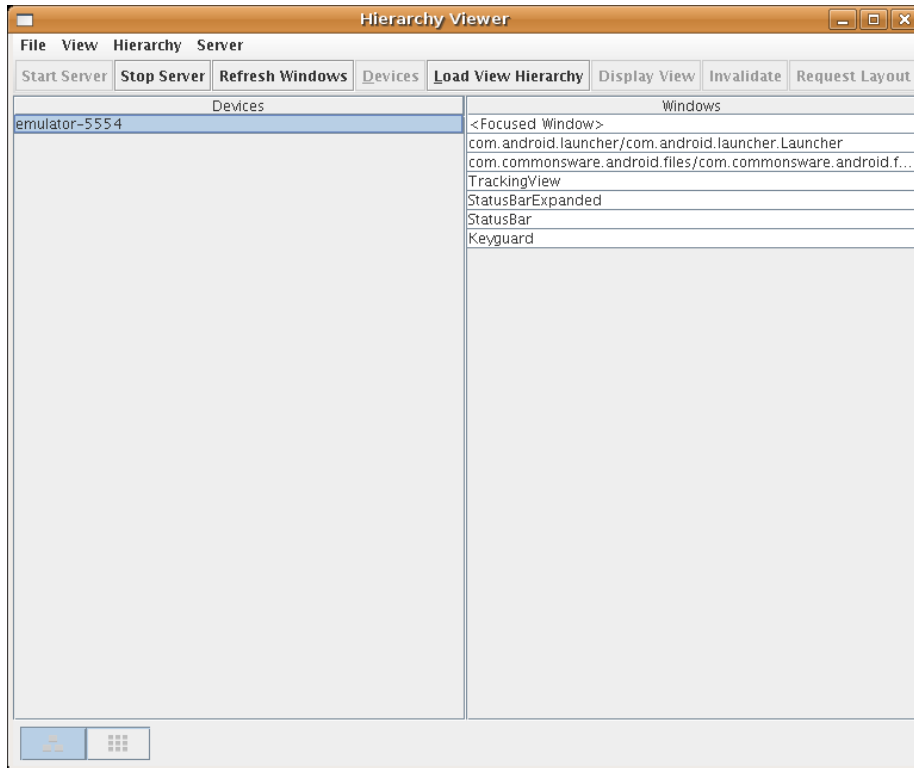 Hierarchy Viewer
File View Hierarchy Server
Start Server Stop Server Refresh Windows Devices Load View Hierarchy Display View Invalidate Request Layout
Devices
emulator-5554
Windows
<Focused Window>
com.android.launcher/com.android.launcher.Launcher
com.commonsware.android.files/com.commonsware.android.f...
TrackingView
StatusBarExpanded
StatusBar
Keyguard